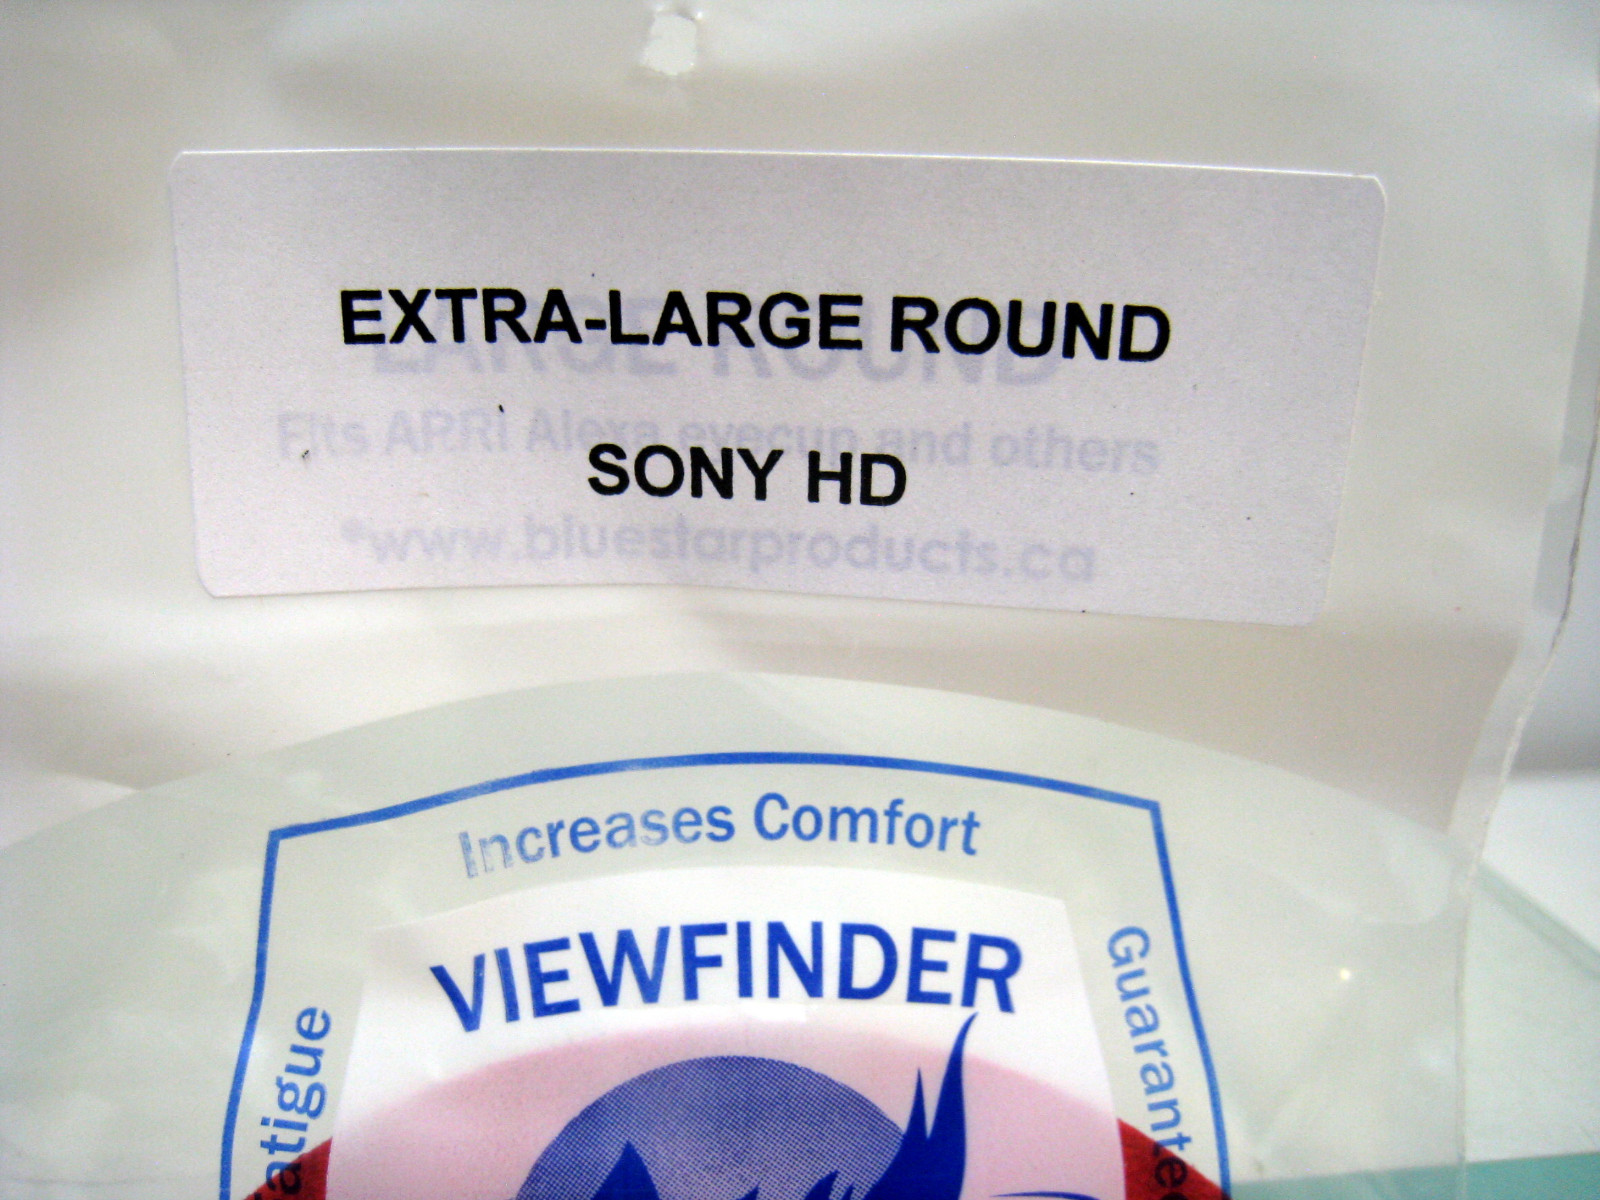 EXTRA-LARGE ROUND
SONY HD
LARGE ROUND
Fits ARRI Alexa eyecup and others
*www.bluestarproducts.ca
Increases Comfort
VIEWFINDER
Guarante
atigue